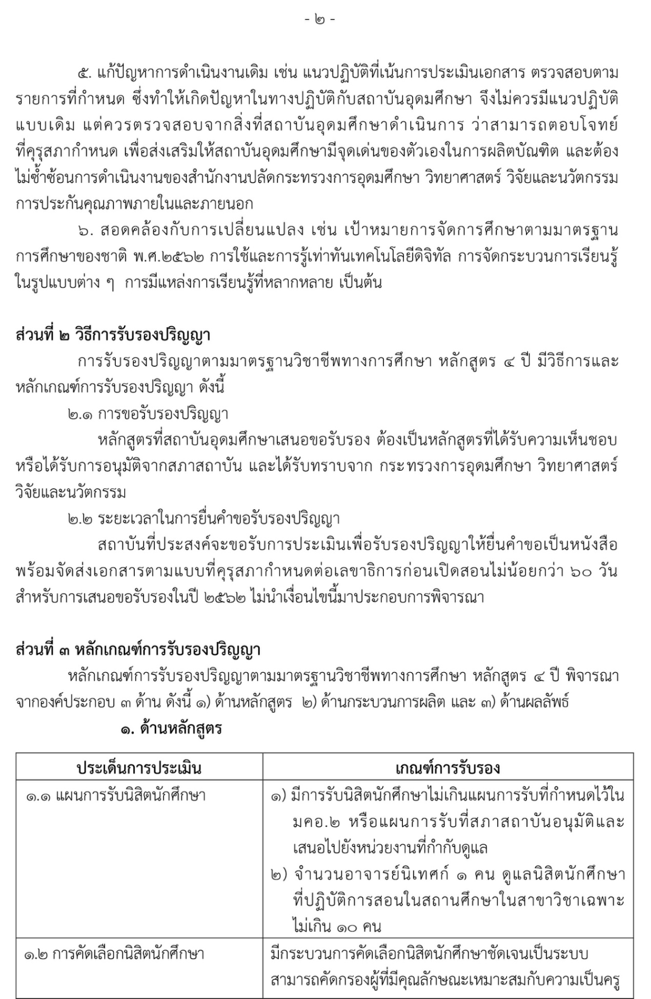 - ๒ -
๕. แก้ปัญหาการดำเนินงานเดิม เช่น แนวปฏิบัติที่เน้นการประเมินเอกสาร ตรวจสอบตาม
รายการที่กำหนด ซึ่งทำให้เกิดปัญหาในทางปฏิบัติกับสถาบันอุดมศึกษา จึงไม่ควรมีแนวปฏิบัติ
แบบเดิม แต่ควรตรวจสอบจากสิ่งที่สถาบันอุดมศึกษาดำเนินการ ว่าสามารถตอบโจทย์
ที่คุรุสภากำหนด เพื่อส่งเสริมให้สถาบันอุดมศึกษามีจุดเด่นของตัวเองในการผลิตบัณฑิต และต้อง
ไม่ซ้ำซ้อนการดำเนินงานของสำนักงานปลัดกระทรวงการอุดมศึกษา วิทยาศาสตร์ วิจัยและนวัตกรรม
การประกันคุณภาพภายในและภายนอก
๖. สอดคล้องกับการเปลี่ยนแปลง เช่น เป้าหมายการจัดการศึกษาตามมาตรฐาน
การศึกษาของชาติ พ.ศ.๒๕๖๒ การใช้และการรู้เท่าทันเทคโนโลยีดิจิทัล การจัดกระบวนการเรียนรู้
ในรูปแบบต่าง ๆ การมีแหล่งการเรียนรู้ที่หลากหลาย เป็นต้น
ส่วนที่ ๒ วิธีการรับรองปริญญา
การรับรองปริญญาตามมาตรฐานวิชาชีพทางการศึกษา หลักสูตร ๔ ปี มีวิธีการและ
หลักเกณฑ์การรับรองปริญญา ดังนี้
๒.๑ การขอรับรองปริญญา
หลักสูตรที่สถาบันอุดมศึกษาเสนอขอรับรอง ต้องเป็นหลักสูตรที่ได้รับความเห็นชอบ
หรือได้รับการอนุมัติจากสภาสถาบัน และได้รับทราบจาก กระทรวงการอุดมศึกษา วิทยาศาสตร์
วิจัยและนวัตกรรม
๒.๒ ระยะเวลาในการยื่นคำขอรับรองปริญญา
สถาบันที่ประสงค์จะขอรับการประเมินเพื่อรับรองปริญญาให้ยื่นคำขอเป็นหนังสือ
พร้อมจัดส่งเอกสารตามแบบที่คุรุสภากำหนดต่อเลขาธิการก่อนเปิดสอนไม่น้อยกว่า ๖๐ วัน
สำหรับการเสนอขอรับรองในปี ๒๕๖๒ ไม่นำเงื่อนไขนี้มาประกอบการพิจารณา
ส่วนที่ ๓ หลักเกณฑ์การรับรองปริญญา
หลักเกณฑ์การรับรองปริญญาตามมาตรฐานวิชาชีพทางการศึกษา หลักสูตร ๔ ปี พิจารณา
จากองค์ประกอบ ๓ ด้าน ดังนี้ ๑) ด้านหลักสูตร ๒) ด้านกระบวนการผลิต และ ๓) ด้านผลลัพธ์
๑. ด้านหลักสูตร
ประเด็นการประเมิน
เกณฑ์การรับรอง
๑.๑ แผนการรับนิสิตนักศึกษา
๑) มีการรับนิสิตนักศึกษาไม่เกินแผนการรับที่กำหนดไว้ใน
มคอ.๒ หรือแผนการรับที่สภาสถาบันอนุมัติและ
เสนอไปยังหน่วยงานที่กำกับดูแล
๒) จำนวนอาจารย์นิเทศก์ ๑ คน ดูแลนิสิตนักศึกษา
ที่ปฏิบัติการสอนในสถานศึกษาในสาขาวิชาเฉพาะ
ไม่เกิน ๑๐ คน
๑.๒ การคัดเลือกนิสิตนักศึกษา
มีกระบวนการคัดเลือกนิสิตนักศึกษาชัดเจนเป็นระบบ
สามารถคัดกรองผู้ที่มีคุณลักษณะเหมาะสมกับความเป็นครู